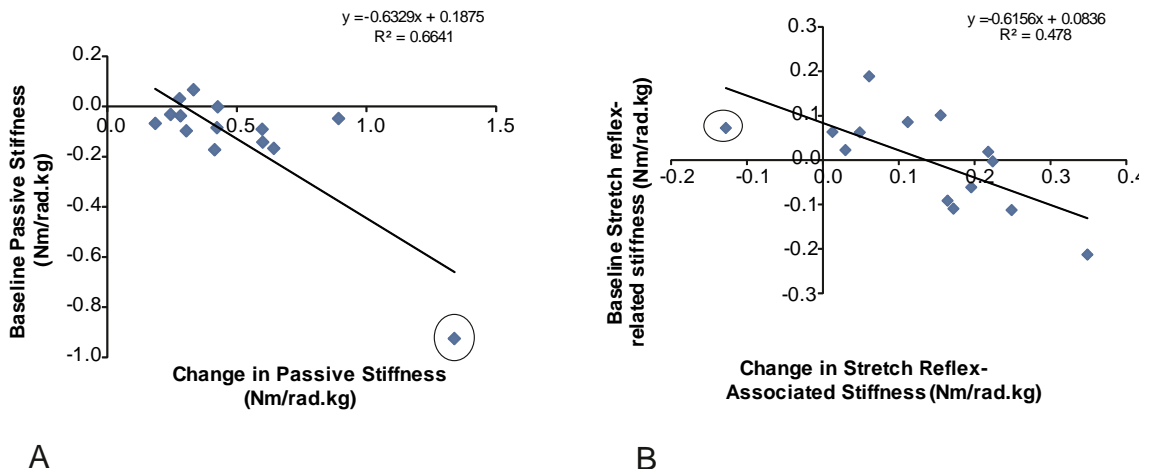 y =-0.6329x + 0.1875
R² = 0.6641
0.2
0.0
-0.2
-0.4
-0.6
-0.8
-1.0
0.0
0.5
1.0
1.5
Baseline Passive Stiffness
(Nm/rad.kg)
Change in Passive Stiffness
(Nm/rad.kg)
A
y =-0.6156x + 0.0836
R² = 0.478
0.3
0.2
0.1
0.0
-0.1
-0.2
-0.3
-0.2
-0.1
0.0
0.1
0.2
0.3
Baseline Stretch reflex-
related stiffness (Nm/rad.kg)
Change in Stretch Reflex-
Associated Stiffness (Nm/rad.kg)
B